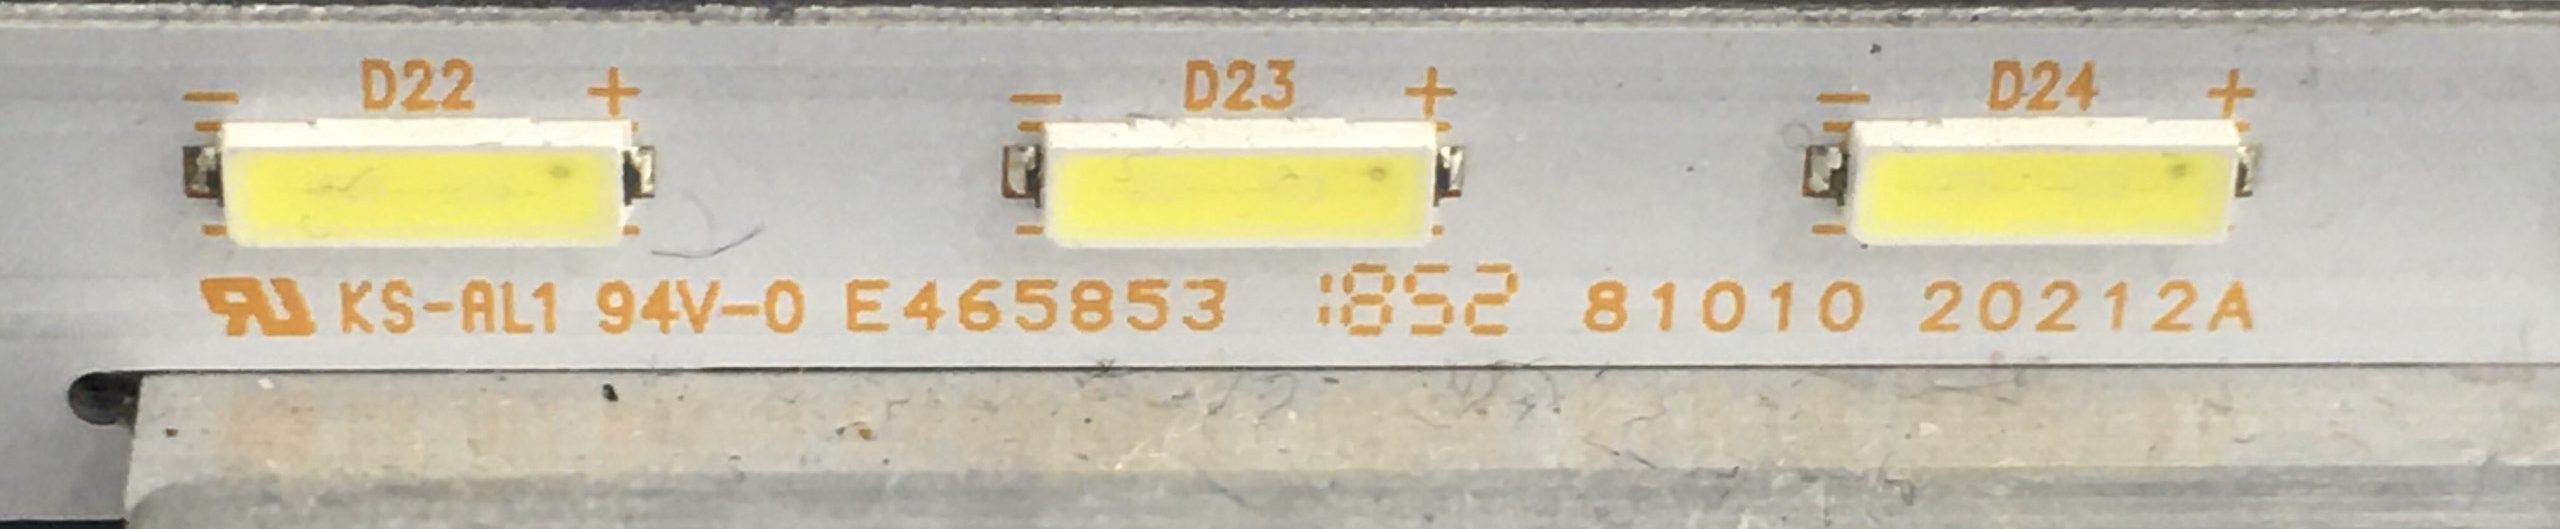 - D22 + - D23 + - D24 +
KS-AL1 94V-0 E465853 1852 81010 20212A